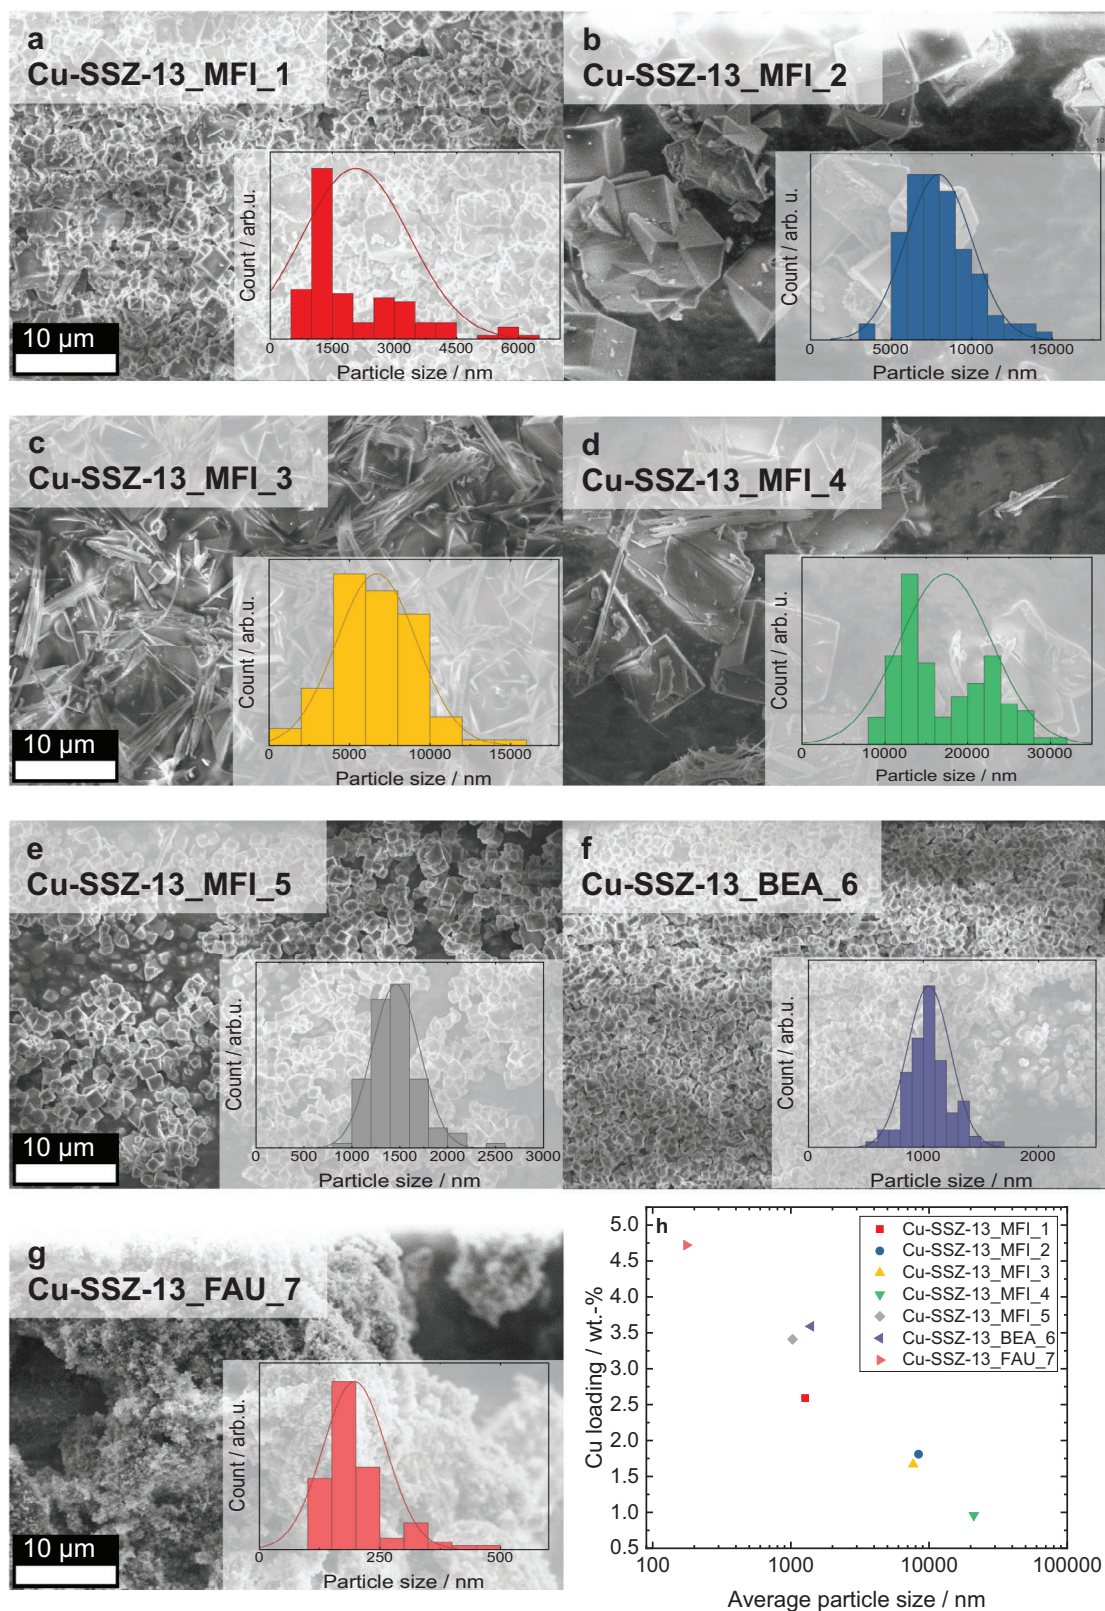 a
Cu-SSZ-13_MFI_1
Count / arb. u.
0 1500 3000 4500 6000
Particle size / nm
10 µm
b
Cu-SSZ-13_MFI_2
Count / arb. u.
0 5000 10000 15000
Particle size / nm
c
Cu-SSZ-13_MFI_3
Count / arb.u.
0 5000 10000 15000
Particle size / nm
10 µm
d
Cu-SSZ-13_MFI_4
Count / arb.u.
0 10000 20000 30000
Particle size / nm
e
Cu-SSZ-13_MFI_5
Count / arb.u.
0 500 1000 1500 2000 2500 3000
Particle size / nm
10 µm
f
Cu-SSZ-13_BEA_6
Count / arb.u.
0 1000 2000
Particle size / nm
g
Cu-SSZ-13_FAU_7
Count / arb.u.
0 250 500
Particle size / nm
10 µm
h
Cu loading / wt.-%
5.0
4.5
4.0
3.5
3.0
2.5
2.0
1.5
1.0
0.5
100 1000 10000 100000
Average particle size / nm
Cu-SSZ-13_MFI_1
Cu-SSZ-13_MFI_2
Cu-SSZ-13_MFI_3
Cu-SSZ-13_MFI_4
Cu-SSZ-13_MFI_5
Cu-SSZ-13_BEA_6
Cu-SSZ-13_FAU_7